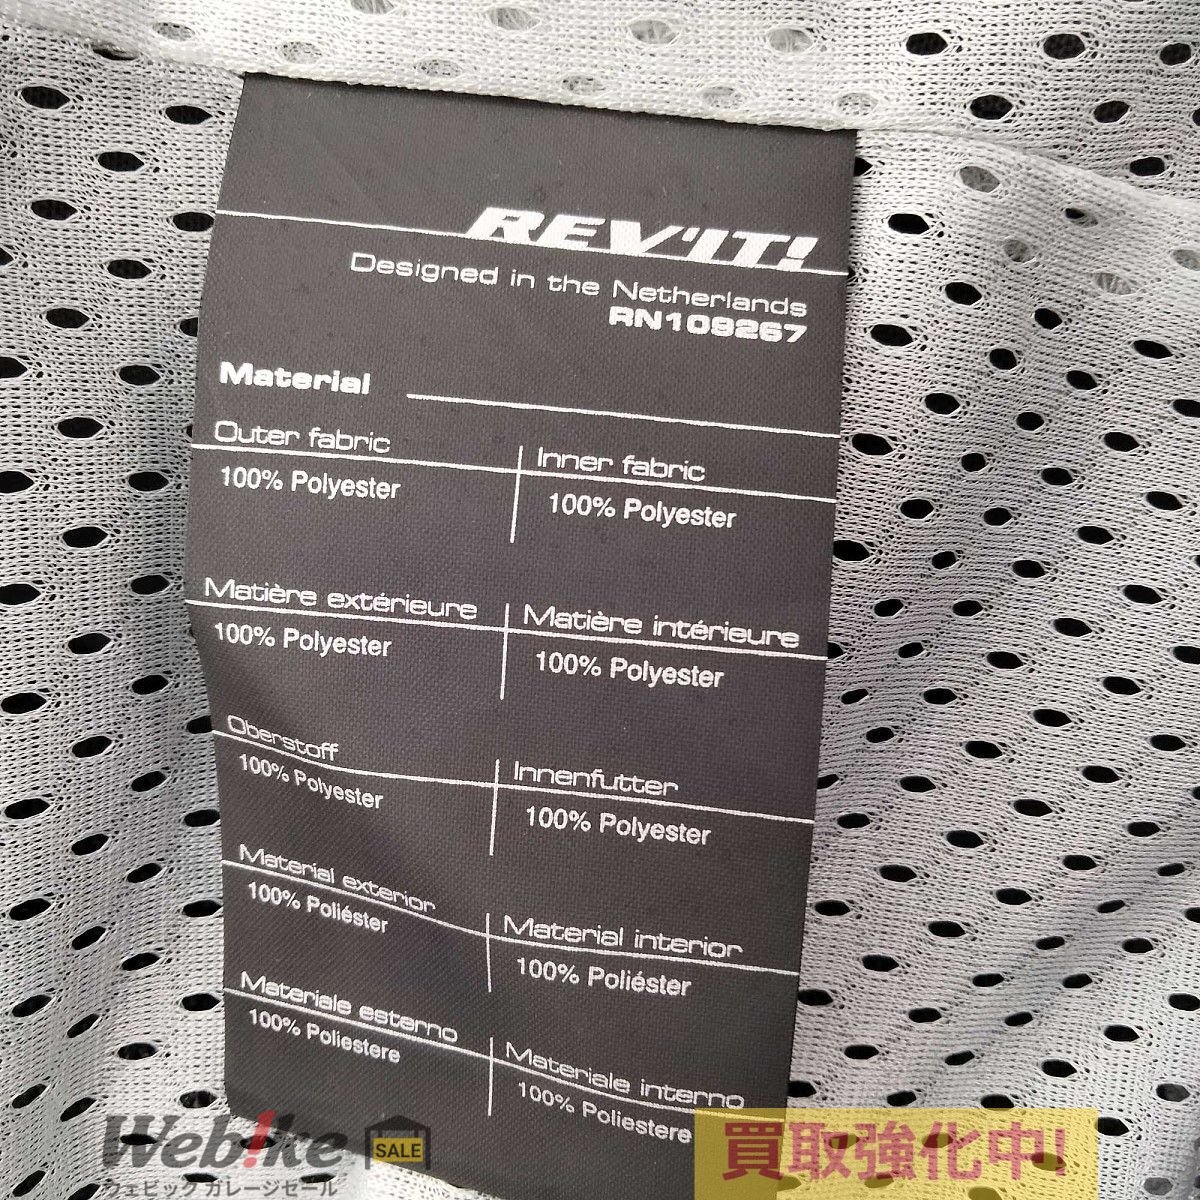 REV'IT!
Designed in the Netherlands
RN109267
Material
Outer fabric
100% Polyester
Inner fabric
100% Polyester
Matière extérieure
100% Polyester
Matière intérieure
100% Polyester
Oberstoff
100% Polyester
Innenfutter
100% Polyester
Material exterior
100% Poliéster
Material interior
100% Poliéster
Materiale esterno
100% Poliestere
Materiale interno
100% Poliestere
Web!ke
SALE
ウェビック ガレージセール
買取強化中!